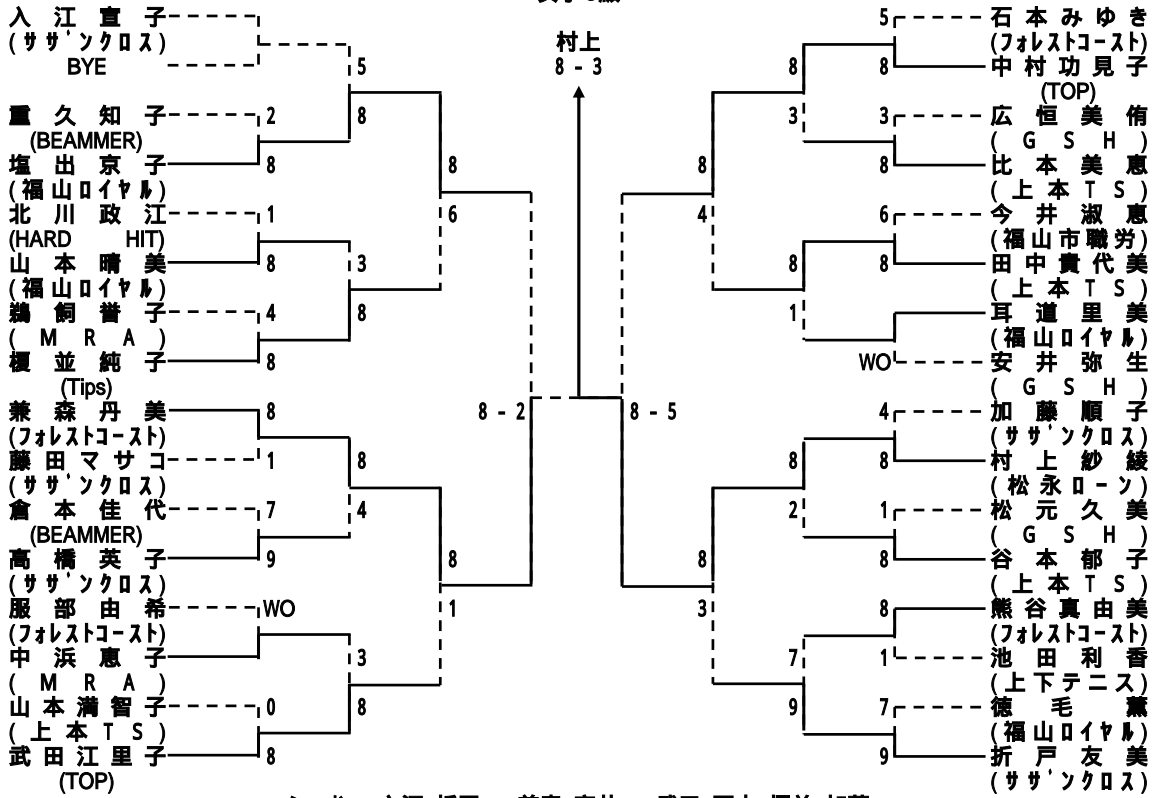 村上
8 - 3
入 江 宣 子
(サザンクロス)
BYE
5
重 久 知 子 2
(BEAMMER)
8
塩 出 京 子 8
(福山ロイヤル)
8
北 川 政 江 1
6
(HARD HIT)
山 本 晴 美 8
3
(福山ロイヤル)
鵜 飼 誉 子 4
8
( M R A )
榎 並 純 子 8
(Tips)
兼 森 丹 美 8
8 - 2
(フォレストコースト)
藤田マサコ 1
8
(サザンクロス)
倉 本 佳 代 7
4
(BEAMMER)
高 橋 英 子 9
8
(サザンクロス)
服 部 由 希 WO
1
(フォレストコースト)
中 浜 恵 子
3
( M R A )
山本満智子 0
8
(上本TS)
武田江里子 8
(TOP)
5 石本みゆき
(フォレストコースト)
8
8 中村功見子
(TOP)
3
3 広 恒 美 侑
( G S H )
8
8 比 本 美 恵
(上本TS)
4
6 今 井 淑 恵
(福山市職労)
8
8 田中貴代美
(上本TS)
1
耳 道 里 美
(福山ロイヤル)
WO 安 井 弥 生
( G S H )
8 - 5
4 加 藤 順 子
(サザンクロス)
8
8 村 上 紗 綾
(松永ローン)
2
1 松 元 久 美
( G S H )
8
8 谷 本 郁 子
(上本TS)
3
8 熊谷真由美
(フォレストコースト)
7
1 池 田 利 香
(上下テニス)
9
7 徳 毛 薫
(福山ロイヤル)
9 折 戸 友 美
(サザンクロス)